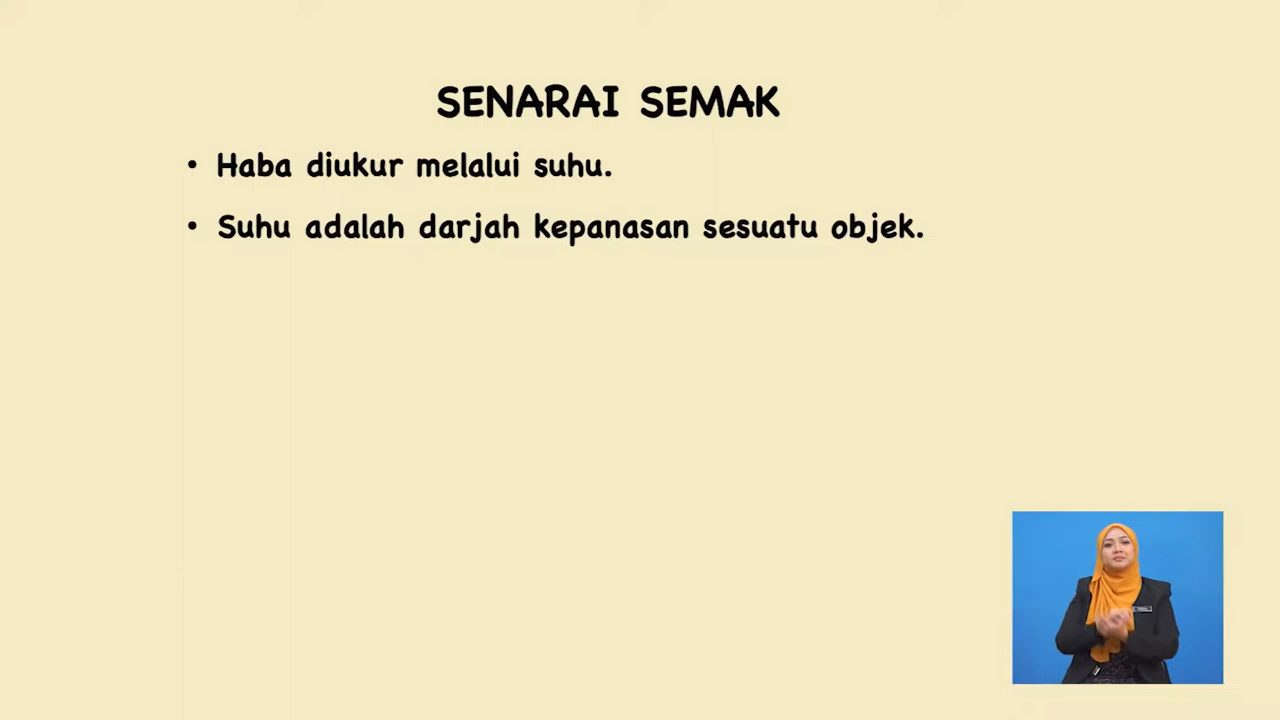 SENARAI SEMAK
• Haba diukur melalui suhu.
• Suhu adalah darjah kepanasan sesuatu objek.